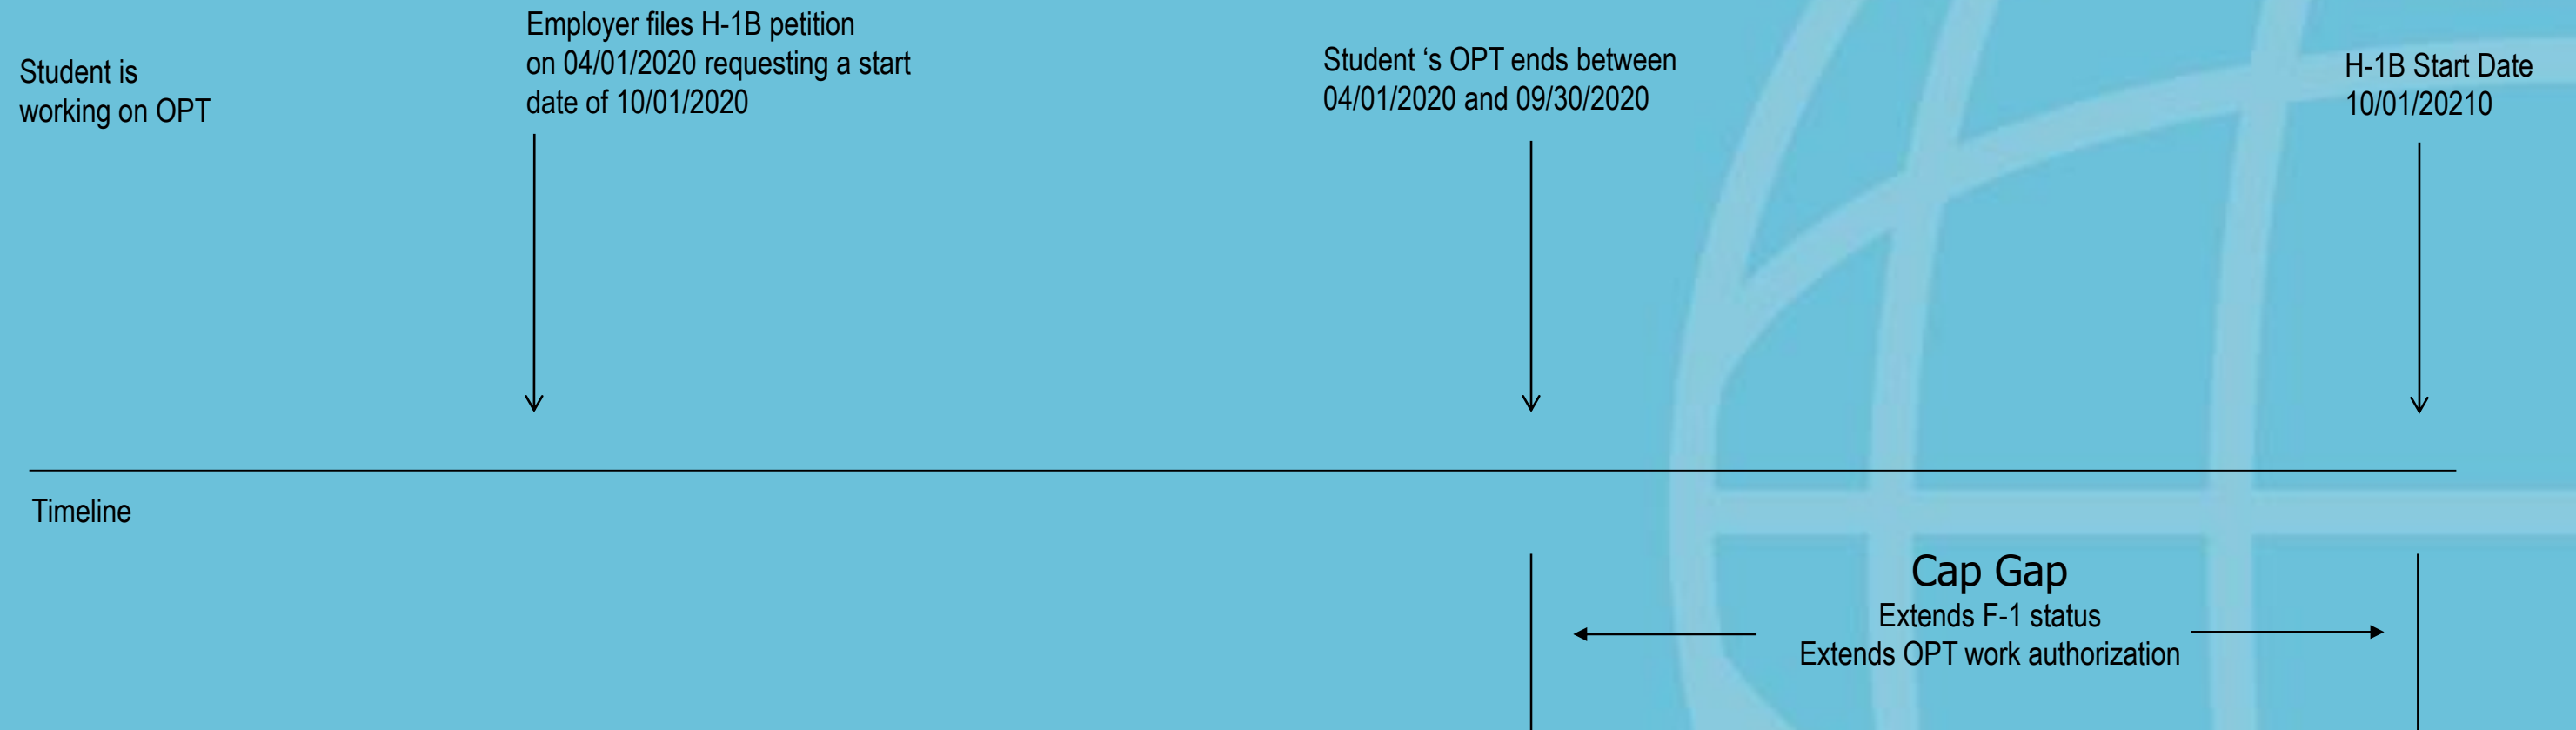 Student is
working on OPT
Employer files H-1B petition
on 04/01/2020 requesting a start
date of 10/01/2020
Student ‘s OPT ends between
04/01/2020 and 09/30/2020
H-1B Start Date
10/01/20210
Timeline
Cap Gap
Extends F-1 status
Extends OPT work authorization